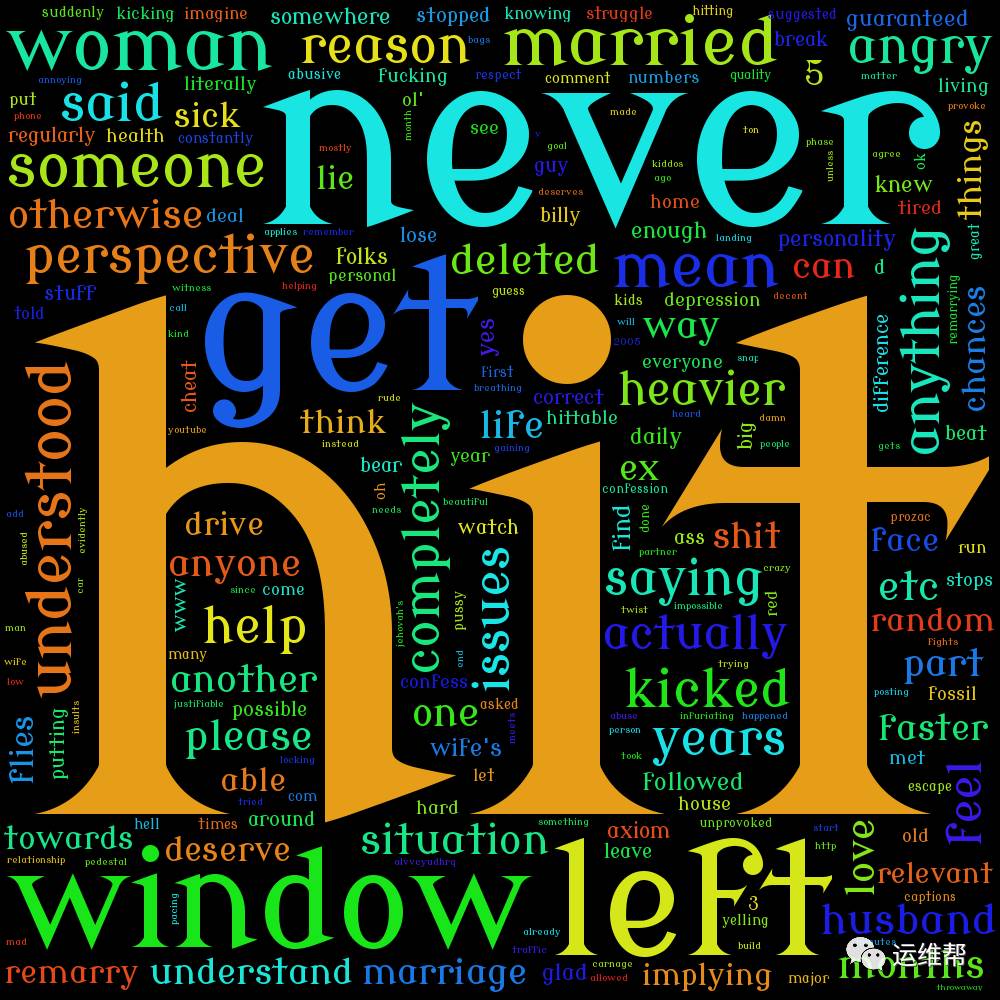 suddenly kicking imagine somewhere stopped knowing struggle hitting suggested guaranteed
woman reason bags married break angry
annoying literally abusive fucking respect comment numbers quality 5 matter living
put phone said sick never ol' month see made ton phase provoke
regularly health constantly mostly v goal guy kiddos age unless agree ok things
someone lie deserves billy home knew tired
otherwise deal applies remember lose enough landing personality great
perspective folks personal deleted mean can d anything
stuff witness helping guess kids depression decent remarrying chances
told call kind get yes will 2005 way difference
cheat first breathing correct everyone snap heavier
youtube rude think instead life hittable heard damn gaining
understood bear year daily big people gets beat
oh completely ex confession
add needs beautiful hit
abused evidently drive watch find done ass shit prozac face run
car anyone www since come issues partner saying crazy etc stops
help jehovah's pussy twist impossible red random
man many end actually fights
wife low another confess trying part
justifiable possible one asked kicked posting fossil
flies putting insults please wife's meets abuse infuriating happened faster
locking person years met
able tried com let took followed escape feel
hell times around hard house
towards situation something axiom unprovoked start http love old
relationship pedestal deserve olvvcyudhrq leave relevant
window pacing left 3 yelling captions
mad already build husband
traffic carnage 运维帮
remarry understand marriage glad allowed implying major months
throwaway